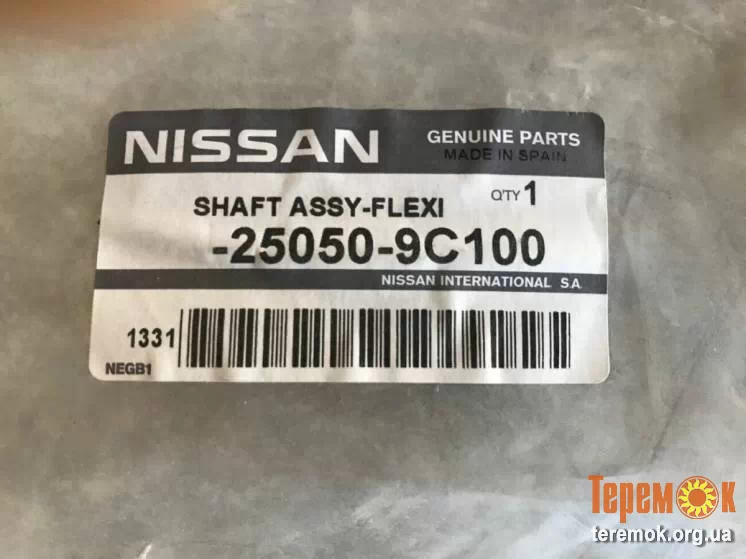 NISSAN
GENUINE PARTS
MADE IN SPAIN
SHAFT ASSY-FLEXI
Q'TY 1
-25050-9C100
NISSAN INTERNATIONAL S.A.
1331
NEGB1
Теремок
teremok.org.ua